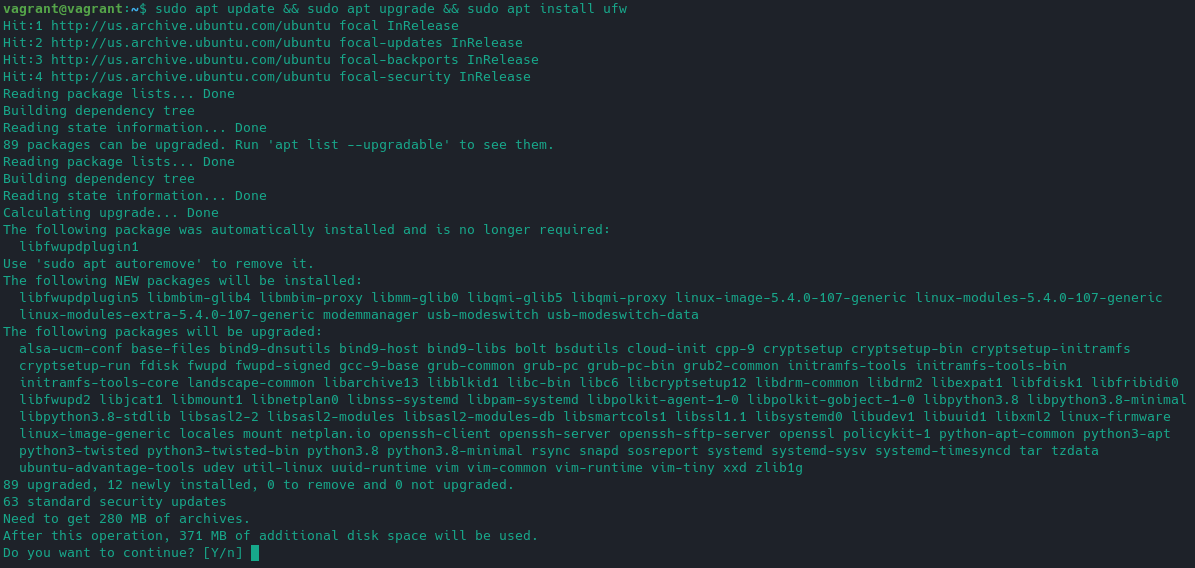 vagrant@vagrant:~$ sudo apt update && sudo apt upgrade && sudo apt install ufw
Hit:1 http://us.archive.ubuntu.com/ubuntu focal InRelease
Hit:2 http://us.archive.ubuntu.com/ubuntu focal-updates InRelease
Hit:3 http://us.archive.ubuntu.com/ubuntu focal-backports InRelease
Hit:4 http://us.archive.ubuntu.com/ubuntu focal-security InRelease
Reading package lists... Done
Building dependency tree
Reading state information... Done
89 packages can be upgraded. Run 'apt list --upgradable' to see them.
Reading package lists... Done
Building dependency tree
Reading state information... Done
Calculating upgrade... Done
The following package was automatically installed and is no longer required:
  libfwupdplugin1
Use 'sudo apt autoremove' to remove it.
The following NEW packages will be installed:
  libfwupdplugin5 libmbim-glib4 libmbim-proxy libmm-glib0 libqmi-glib5 libqmi-proxy linux-image-5.4.0-107-generic linux-modules-5.4.0-107-generic
  linux-modules-extra-5.4.0-107-generic modemmanager usb-modeswitch usb-modeswitch-data
The following packages will be upgraded:
  alsa-ucm-conf base-files bind9-dnsutils bind9-host bind9-libs bolt bsdutils cloud-init cpp-9 cryptsetup cryptsetup-bin cryptsetup-initramfs
  cryptsetup-run fdisk fwupd fwupd-signed gcc-9-base grub-common grub-pc grub-pc-bin grub2-common initramfs-tools initramfs-tools-bin
  initramfs-tools-core landscape-common libarchive13 libblkid1 libc-bin libc6 libcryptsetup12 libdrm-common libdrm2 libexpat1 libfdisk1 libfribidi0
  libfwupd2 libjcat1 libmount1 libnetplan0 libnss-systemd libpam-systemd libpolkit-agent-1-0 libpolkit-gobject-1-0 libpython3.8 libpython3.8-minimal
  libpython3.8-stdlib libsasl2-2 libsasl2-modules libsasl2-modules-db libsmartcols1 libssl1.1 libsystemd0 libudev1 libuuid1 libxml2 linux-firmware
  linux-image-generic locales mount netplan.io openssh-client openssh-server openssh-sftp-server openssl policykit-1 python-apt-common python3-apt
  python3-twisted python3-twisted-bin python3.8 python3.8-minimal rsync snapd sosreport systemd systemd-sysv systemd-timesyncd tar tzdata
  ubuntu-advantage-tools udev util-linux uuid-runtime vim vim-common vim-runtime vim-tiny xxd zlib1g
89 upgraded, 12 newly installed, 0 to remove and 0 not upgraded.
63 standard security updates
Need to get 280 MB of archives.
After this operation, 371 MB of additional disk space will be used.
Do you want to continue? [Y/n]